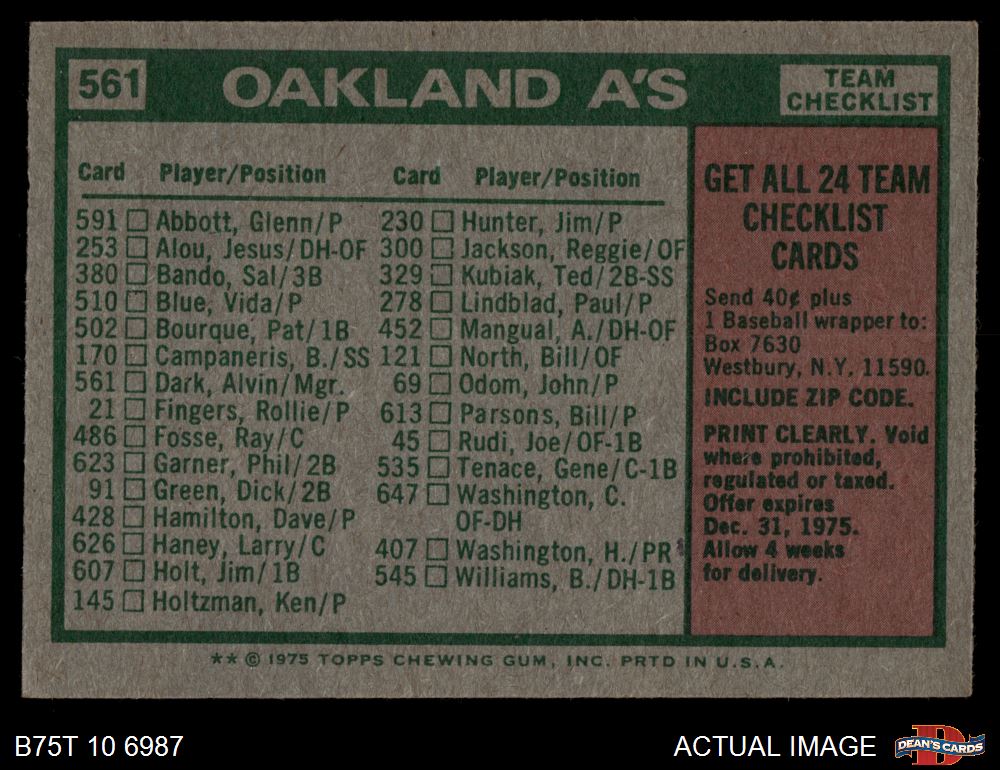 561 OAKLAND A'S TEAM CHECKLIST
Card Player/Position
591 Abbott, Glenn/P
253 Alou, Jesus/DH-OF
380 Bando, Sal/3B
510 Blue, Vida/P
502 Bourque, Pat/1B
170 Campaneris, B./SS
561 Dark, Alvin/Mgr.
21 Fingers, Rollie/P
486 Fosse, Ray/C
623 Garner, Phil/2B
91 Green, Dick/2B
428 Hamilton, Dave/P
626 Haney, Larry/C
607 Holt, Jim/1B
145 Holtzman, Ken/P
Card Player/Position
230 Hunter, Jim/P
300 Jackson, Reggie/OF
329 Kubiak, Ted/2B-SS
278 Lindblad, Paul/P
452 Mangual, A./DH-OF
121 North, Bill/OF
69 Odom, John/P
613 Parsons, Bill/P
45 Rudi, Joe/OF-1B
535 Tenace, Gene/C-1B
647 Washington, C.
OF-DH
407 Washington, H./PR
545 Williams, B./DH-1B
GET ALL 24 TEAM
CHECKLIST
CARDS
Send 40¢ plus
1 Baseball wrapper to:
Box 7630
Westbury, N.Y. 11590.
INCLUDE ZIP CODE.
PRINT CLEARLY. Void
where prohibited,
regulated or taxed.
Offer expires
Dec. 31, 1975.
Allow 4 weeks
for delivery.
** © 1975 TOPPS CHEWING GUM, INC. PRTD IN U.S.A.
B75T 10 6987
ACTUAL IMAGE
DEAN'S CARDS